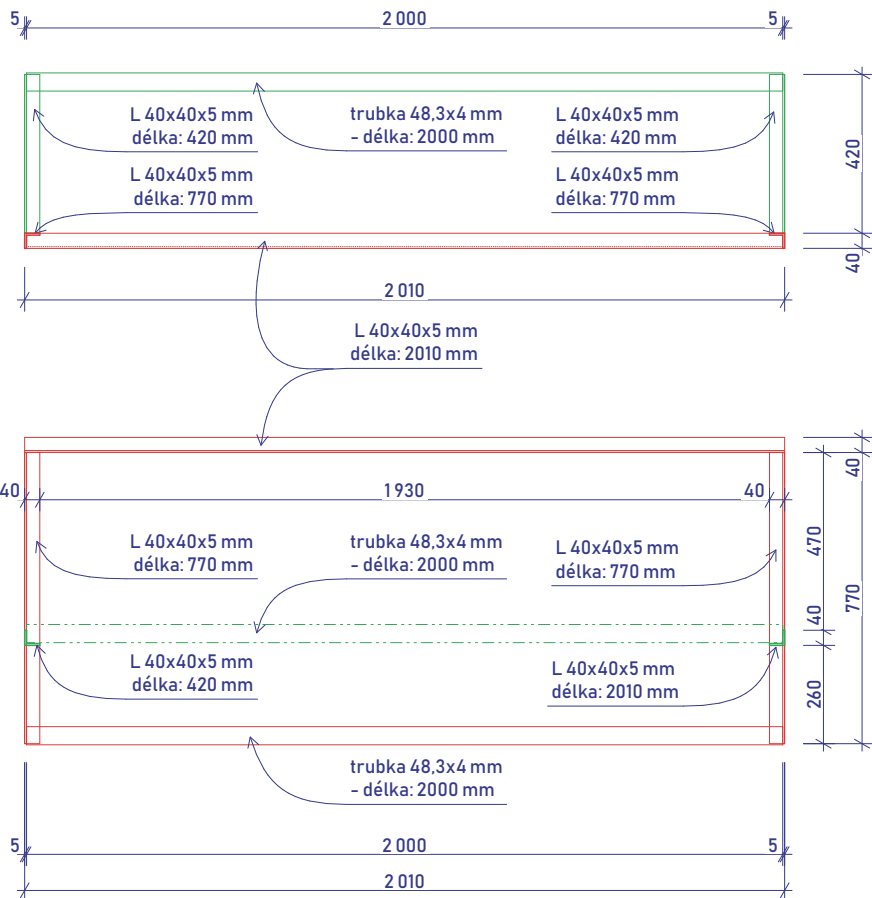 5
2 000
5
L 40x40x5 mm
délka: 420 mm
trubka 48,3x4 mm
- délka: 2000 mm
L 40x40x5 mm
délka: 420 mm
L 40x40x5 mm
délka: 770 mm
L 40x40x5 mm
délka: 770 mm
420
40
2 010
L 40x40x5 mm
délka: 2010 mm
40
1 930
40
40
470
L 40x40x5 mm
délka: 770 mm
trubka 48,3x4 mm
- délka: 2000 mm
L 40x40x5 mm
délka: 770 mm
770
40
L 40x40x5 mm
délka: 420 mm
L 40x40x5 mm
délka: 2010 mm
260
trubka 48,3x4 mm
- délka: 2000 mm
5
2 000
5
2 010